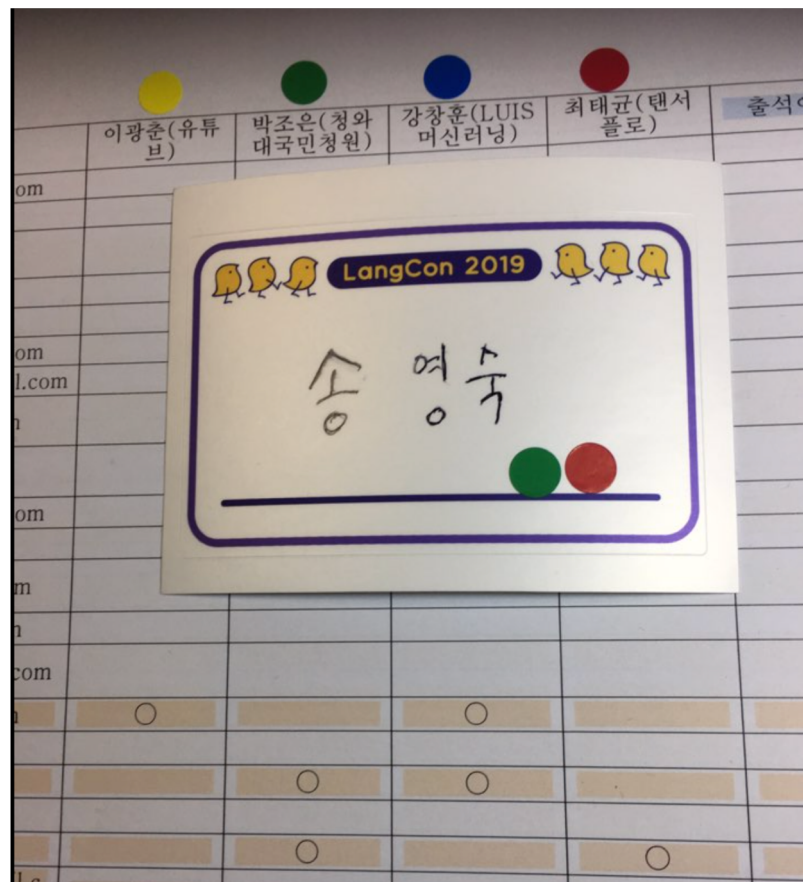 이광춘(유튜
브)
박조은(청와
대국민청원)
강창훈(LUIS
머신러닝)
최태균(탠서
플로)
출석
om
LangCon 2019
송 영숙
om
l.com
om
m
com